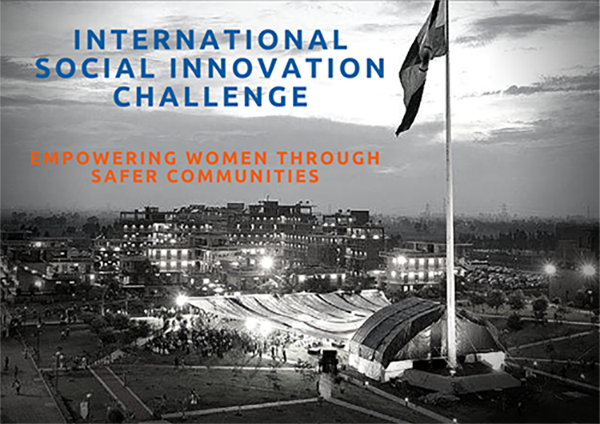 INTERNATIONAL
SOCIAL INNOVATION
CHALLENGE
EMPOWERING WOMEN THROUGH
SAFER COMMUNITIES